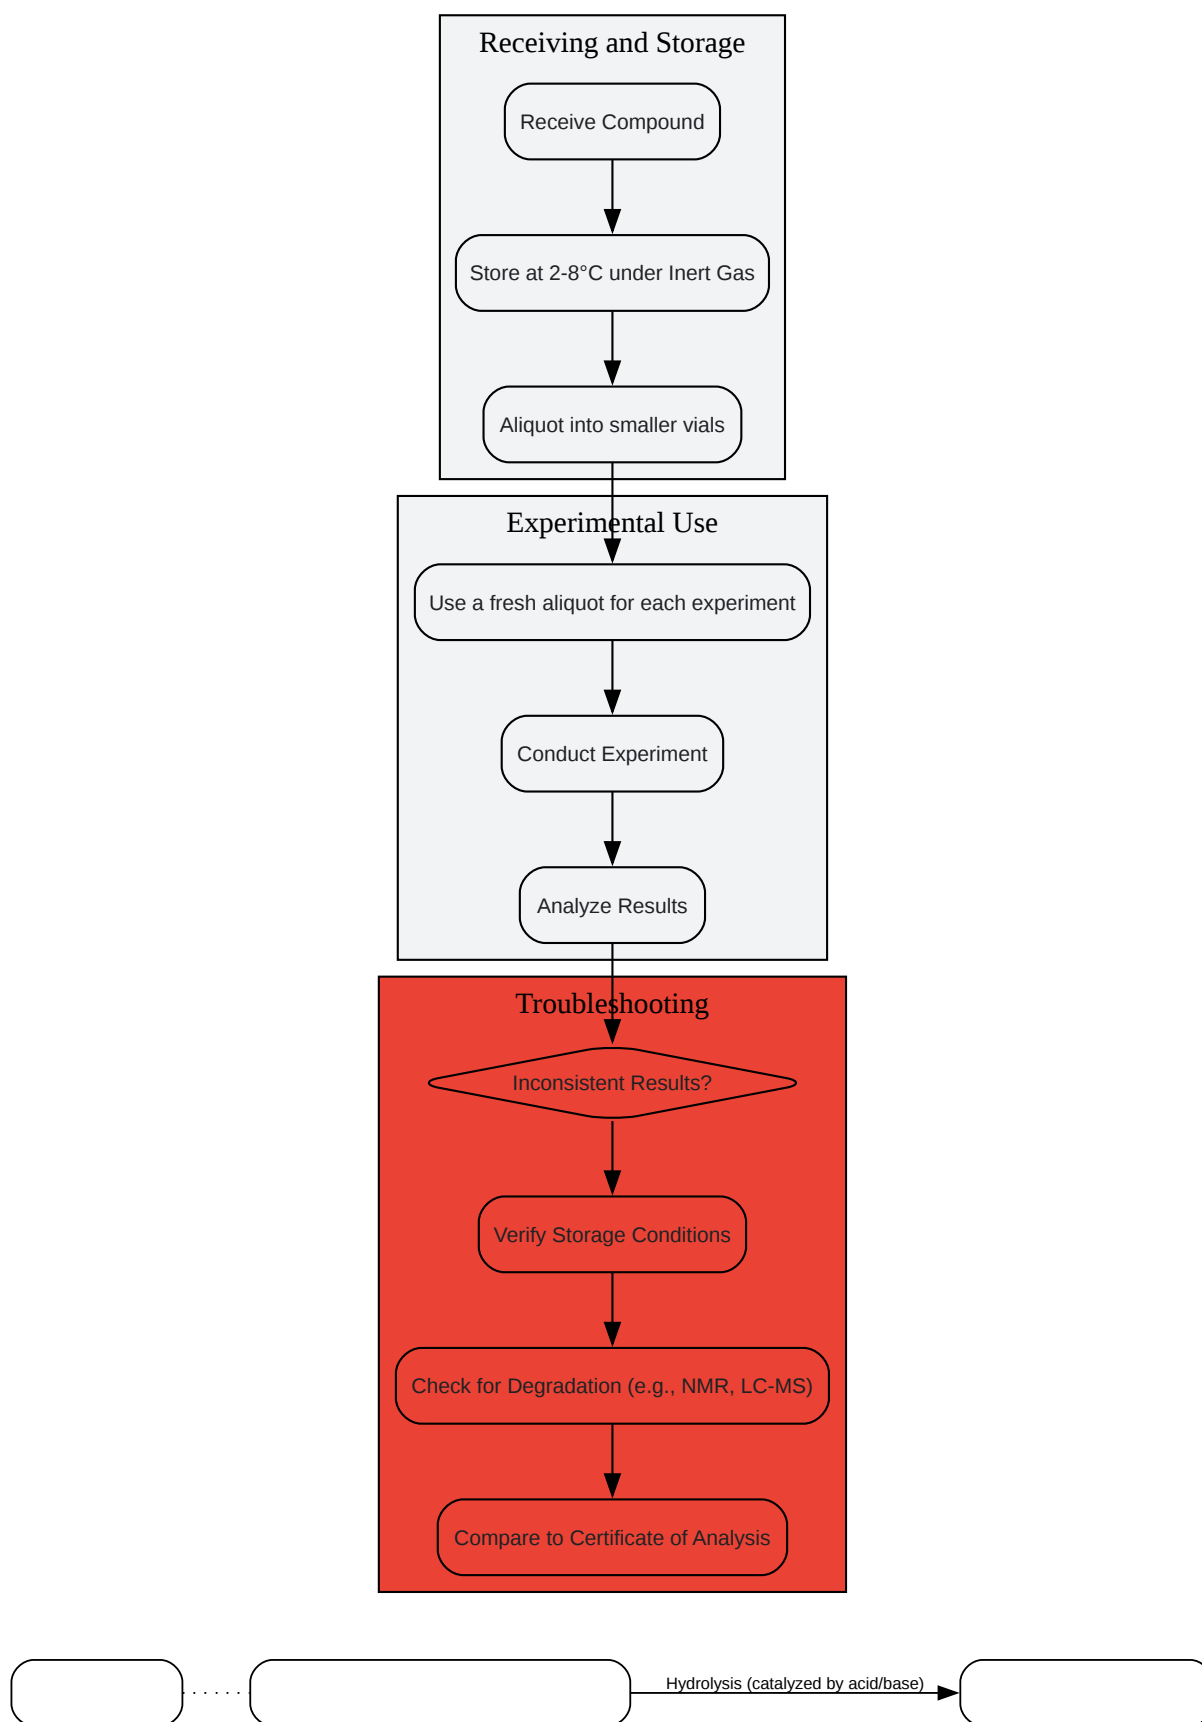 Receiving and Storage
Receive Compound
Store at 2-8°C under Inert Gas
Aliquot into smaller vials
Experimental Use
Use a fresh aliquot for each experiment
Conduct Experiment
Analyze Results
Troubleshooting
Inconsistent Results?
Verify Storage Conditions
Check for Degradation (e.g., NMR, LC-MS)
Compare to Certificate of Analysis
Hydrolysis (catalyzed by acid/base)